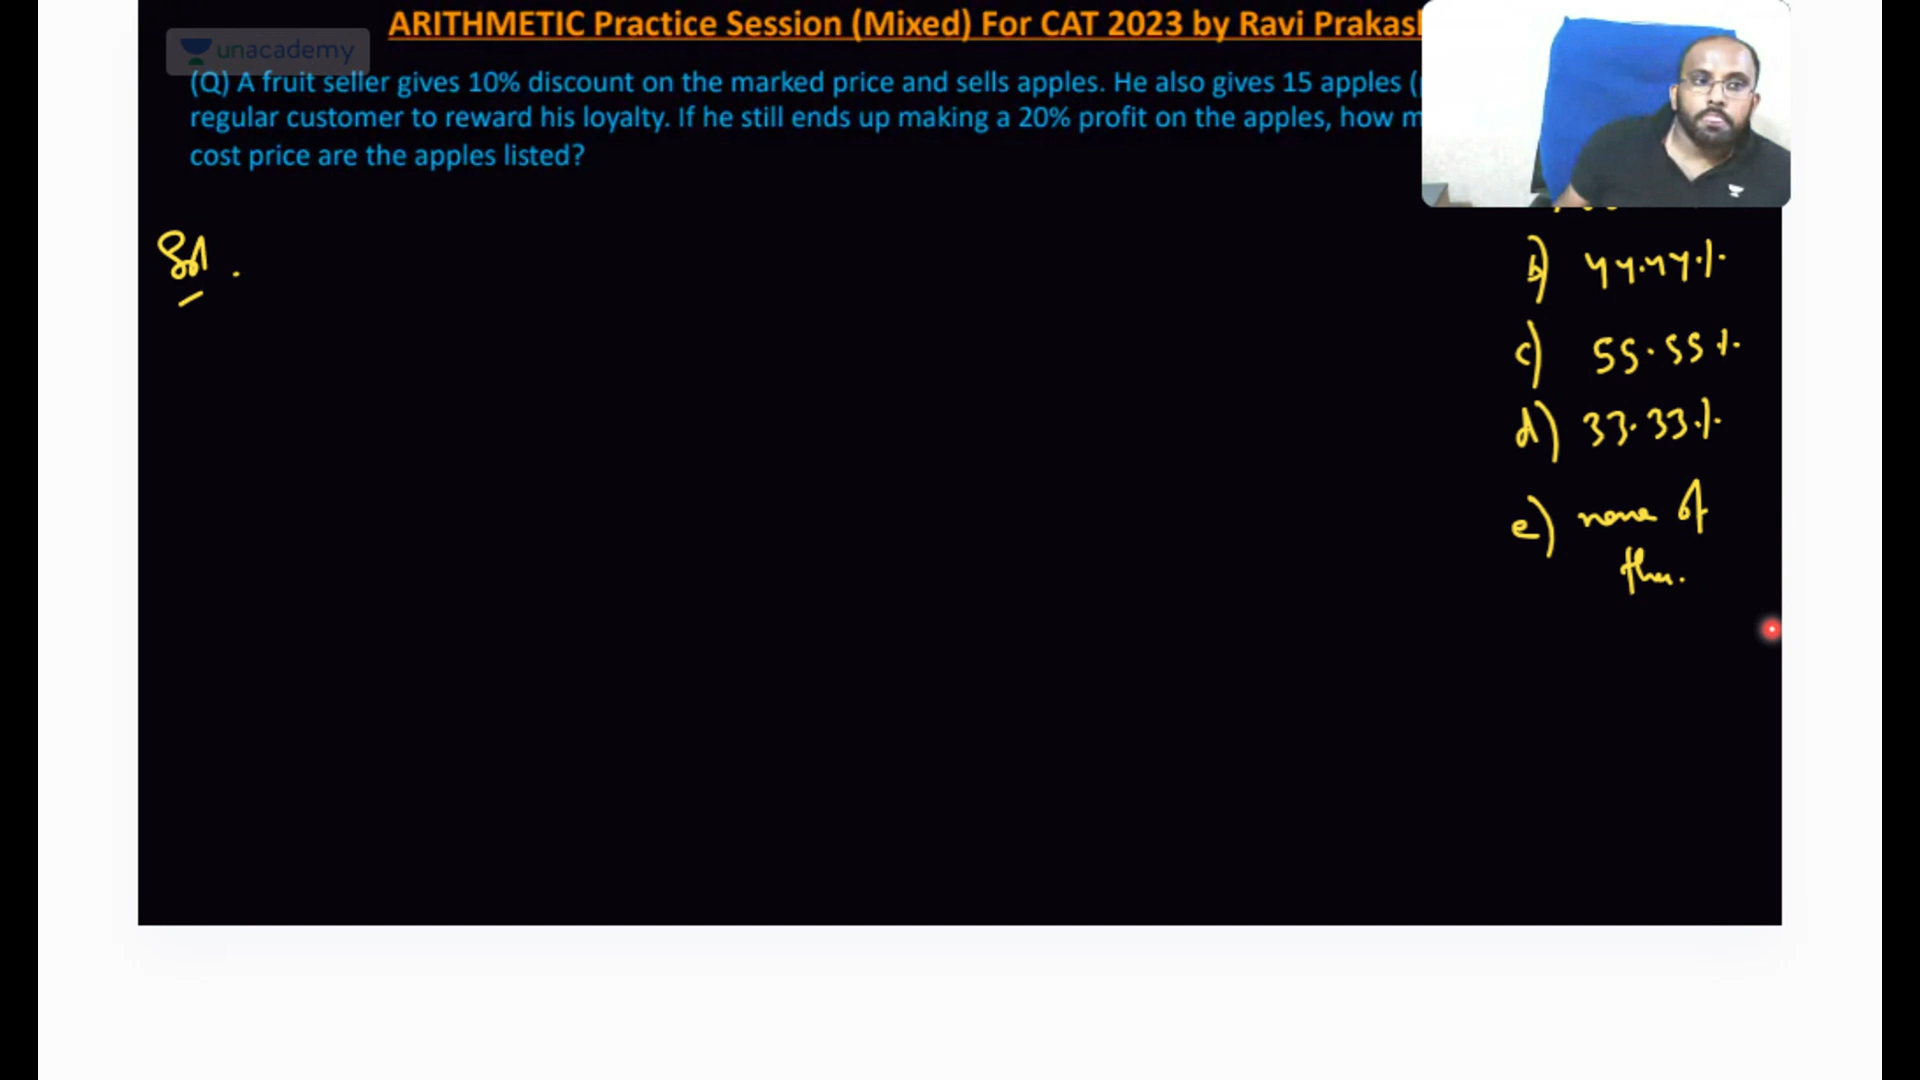 ARITHMETIC Practice Session (Mixed) For CAT 2023 by Ravi Prakash
unacademy
(Q) A fruit seller gives 10% discount on the marked price and sells apples. He also gives 15 apples (
regular customer to reward his loyalty. If he still ends up making a 20% profit on the apples, how m
cost price are the apples listed?
Sol.
b) 44.44%
c) 55.55%
d) 33.33%
e) none of
these.